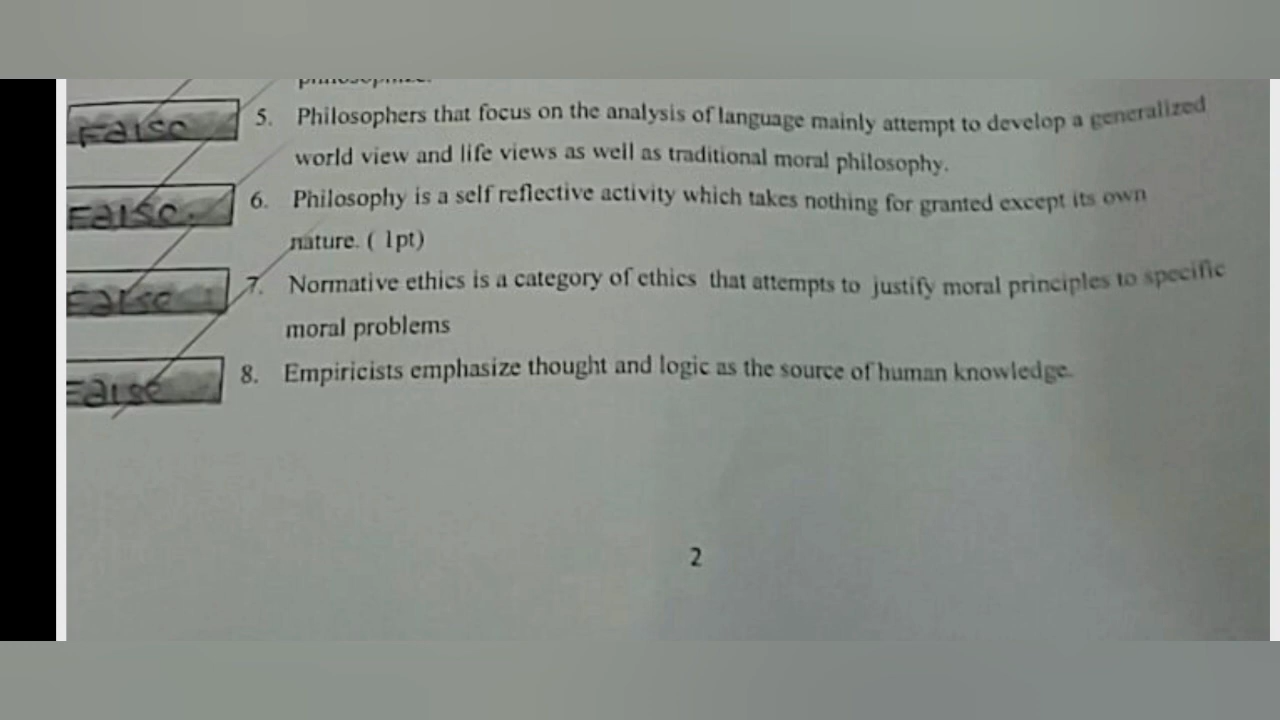 False
5. Philosophers that focus on the analysis of language mainly attempt to develop a generalized
world view and life views as well as traditional moral philosophy.
False.
6. Philosophy is a self reflective activity which takes nothing for granted except its own
nature. ( 1pt)
False
7. Normative ethics is a category of ethics that attempts to justify moral principles to specific
moral problems
False
8. Empiricists emphasize thought and logic as the source of human knowledge.
2